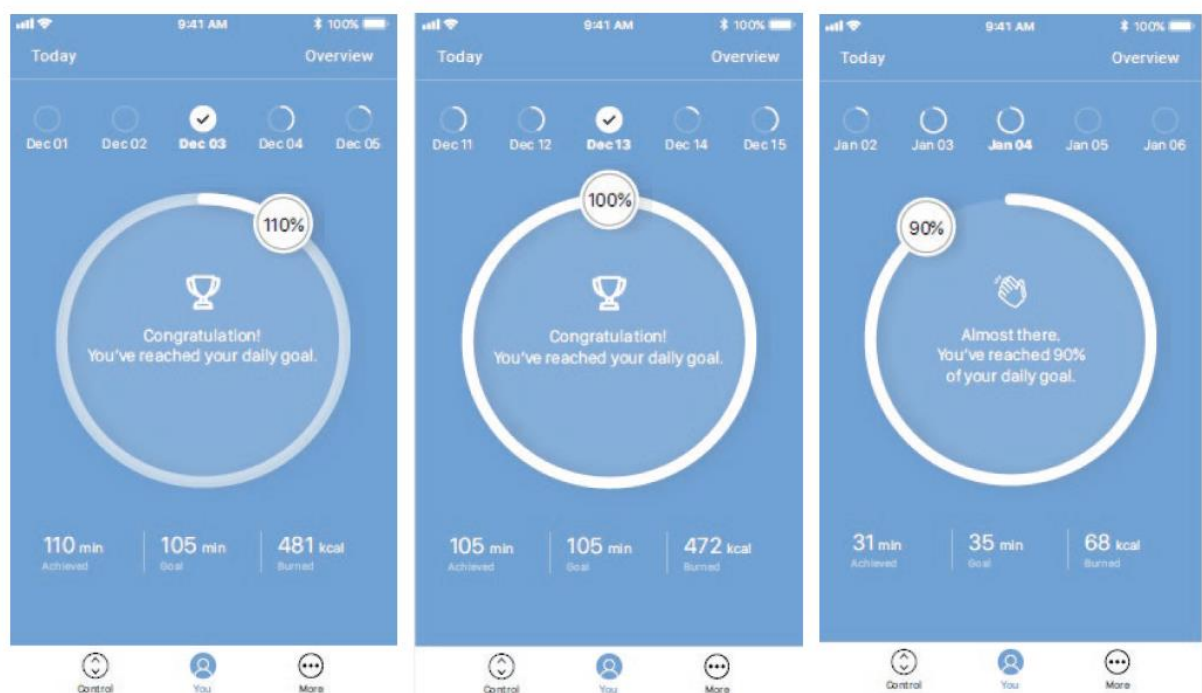 9:41 AM
100%
Today
Overview
Dec 01
Dec 02
Dec 03
Dec 04
Dec 05
110%
Congratulation!
You've reached your daily goal.
110 min
Achieved
105 min
Goal
481 kcal
Burned
Control
You
More
9:41 AM
100%
Today
Overview
Dec 11
Dec 12
Dec 13
Dec 14
Dec 15
100%
Congratulation!
You've reached your daily goal.
105 min
Achieved
105 min
Goal
472 kcal
Burned
Control
You
More
9:41 AM
100%
Today
Overview
Jan 02
Jan 03
Jan 04
Jan 05
Jan 06
90%
Almost there.
You've reached 90%
of your daily goal.
31 min
Achieved
35 min
Goal
68 kcal
Burned
Control
You
More